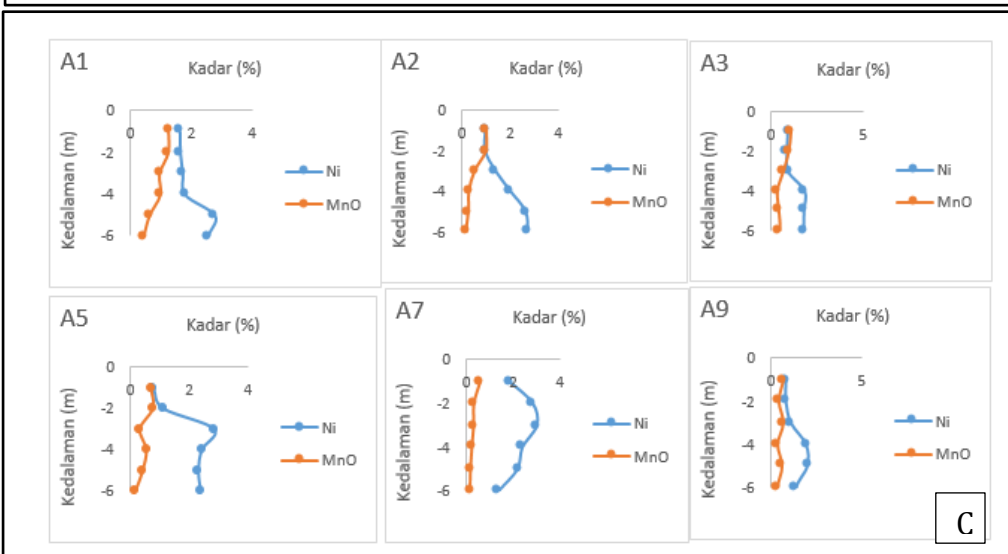 A1
Kadar (%)
0 2 4
0
-2
-4
-6
Kedalaman (m)
Ni
MnO
A2
Kadar (%)
0 2 4
0
-2
-4
-6
Kedalaman (m)
Ni
MnO
A3
Kadar (%)
0 5
0
-2
-4
-6
Kedalaman (m)
Ni
MnO
A5
Kadar (%)
0 2 4
0
-2
-4
-6
Kedalaman (m)
Ni
MnO
A7
Kadar (%)
0 2 4
0
-2
-4
-6
Kedalaman (m)
Ni
MnO
A9
Kadar (%)
0 5
0
-2
-4
-6
Kedalaman (m)
Ni
MnO
C